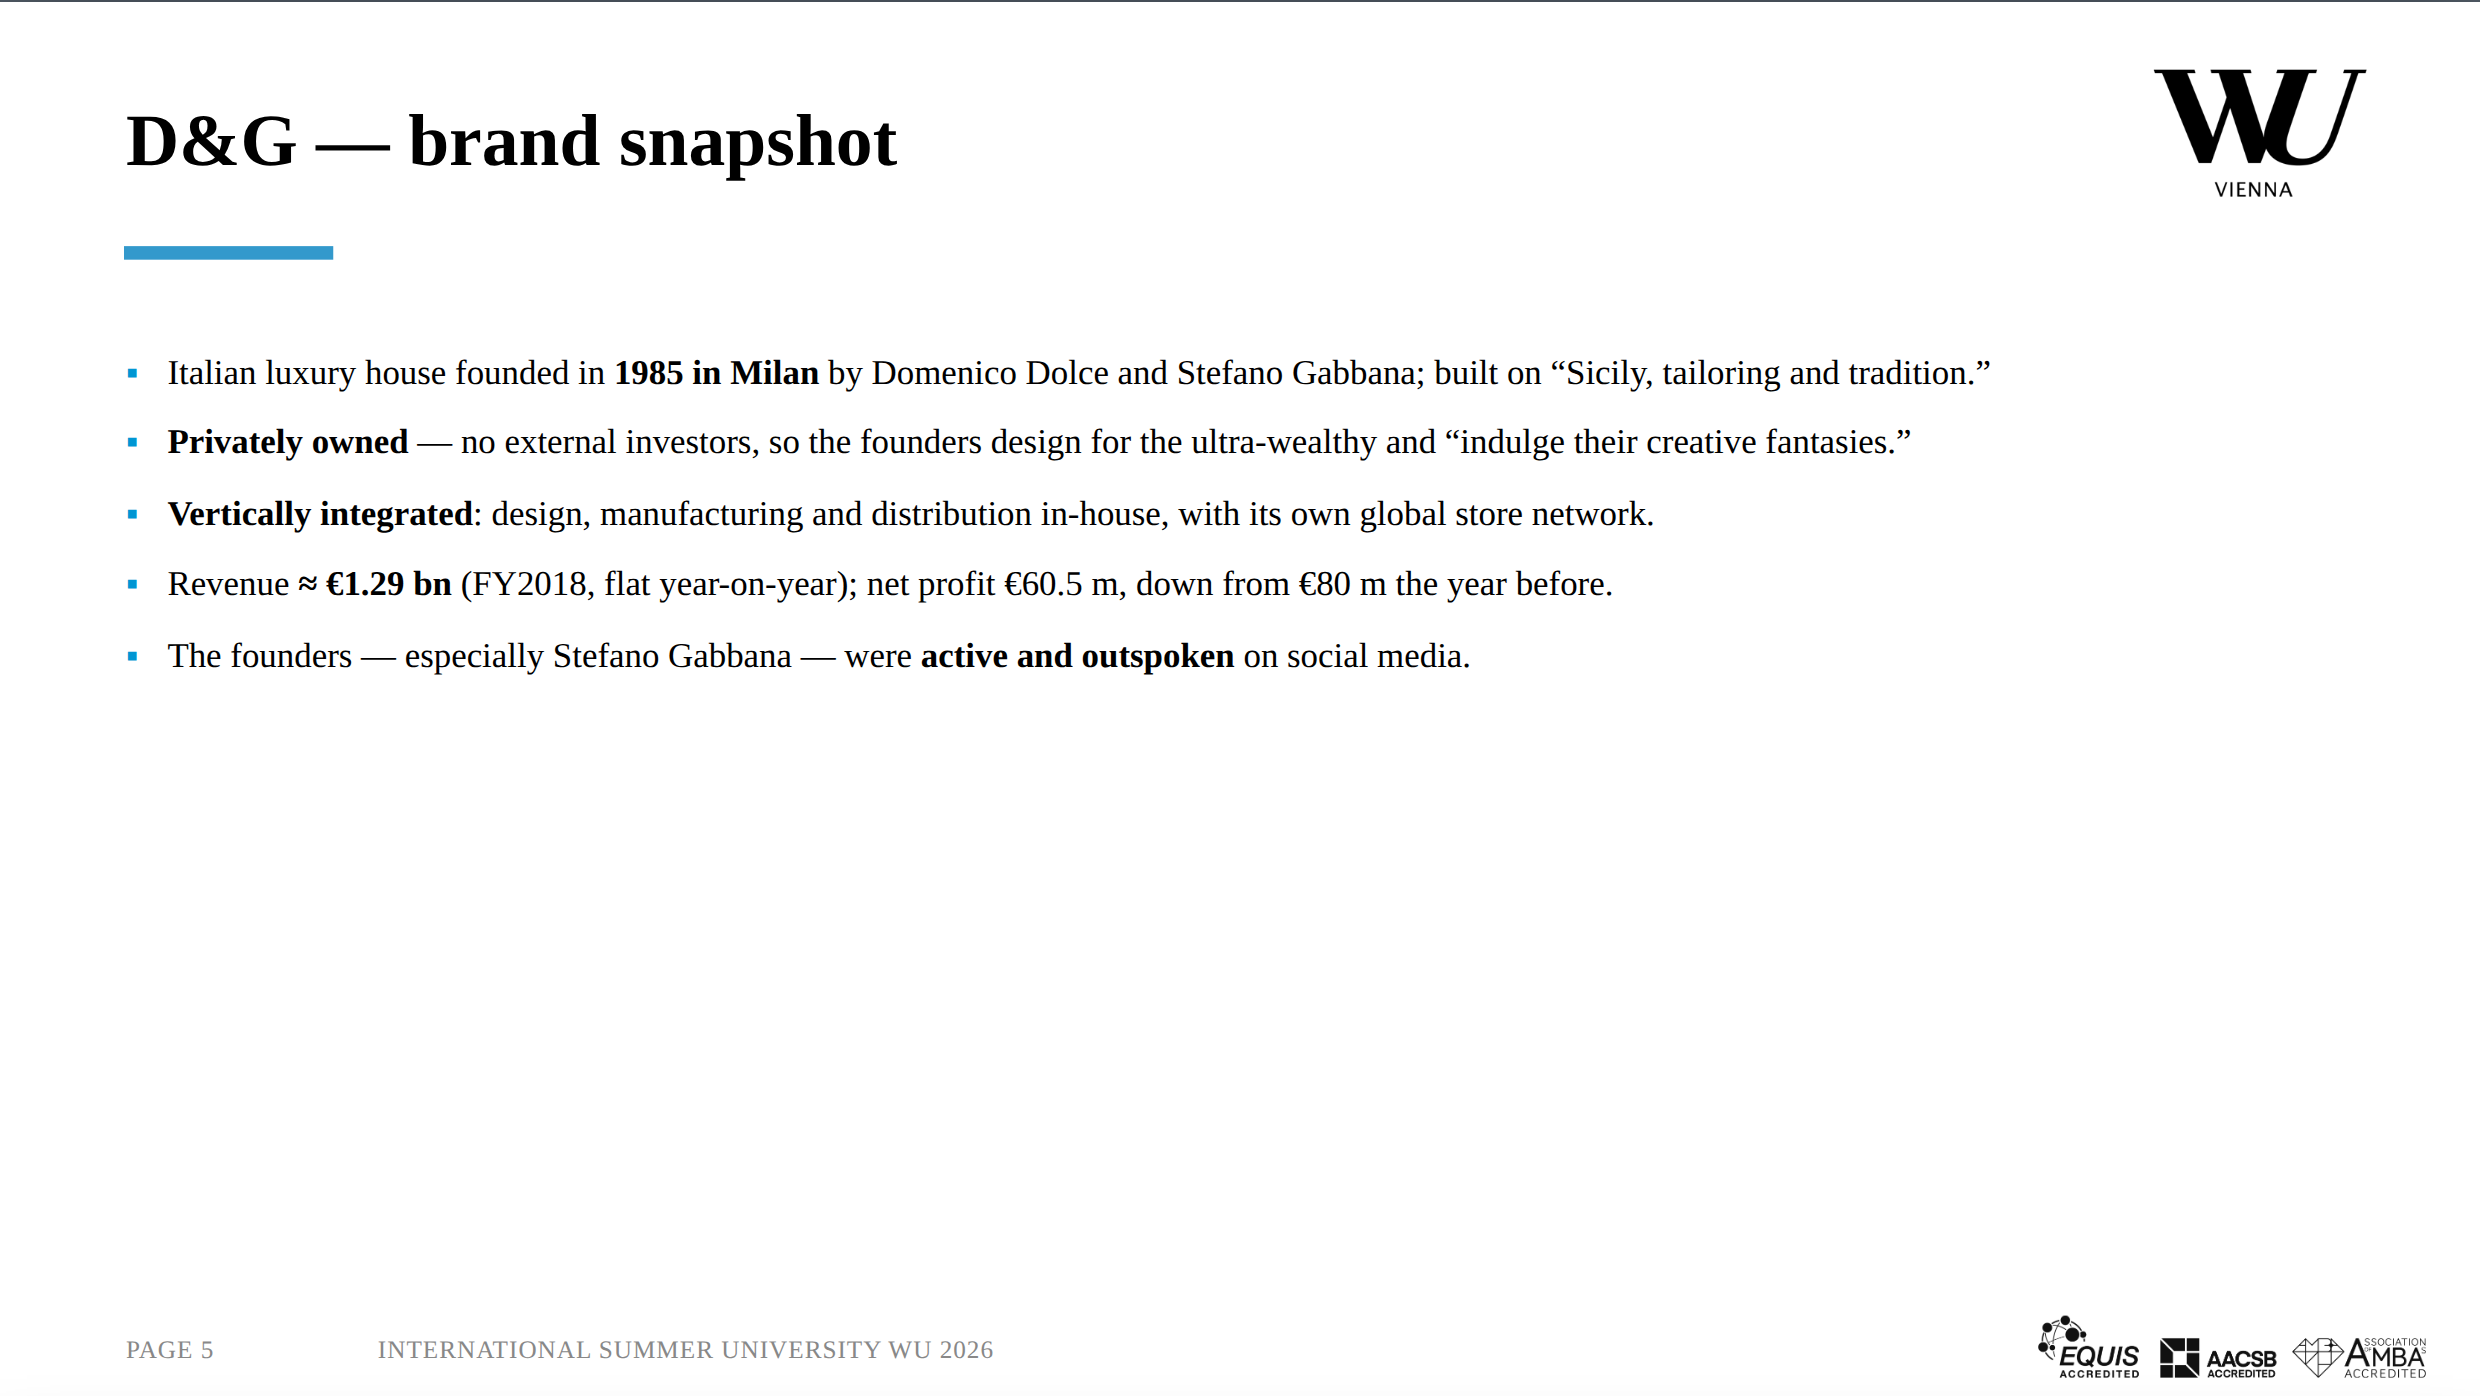 D&G — brand snapshot
WU
VIENNA
▪ Italian luxury house founded in 1985 in Milan by Domenico Dolce and Stefano Gabbana; built on “Sicily, tailoring and tradition.”
▪ Privately owned — no external investors, so the founders design for the ultra-wealthy and “indulge their creative fantasies.”
▪ Vertically integrated: design, manufacturing and distribution in-house, with its own global store network.
▪ Revenue ≈ €1.29 bn (FY2018, flat year-on-year); net profit €60.5 m, down from €80 m the year before.
▪ The founders — especially Stefano Gabbana — were active and outspoken on social media.
PAGE 5 INTERNATIONAL SUMMER UNIVERSITY WU 2026
EQUIS
ACCREDITED
AACSB
ACCREDITED
ASSOCIATION
OF
AMBAS
ACCREDITED